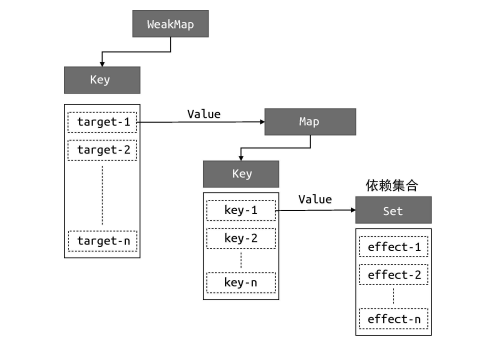 WeakMap
Key
target-1
target-2
target-n
Value
Map
Key
key-1
key-2
key-n
Value
依赖集合
Set
effect-1
effect-2
effect-n